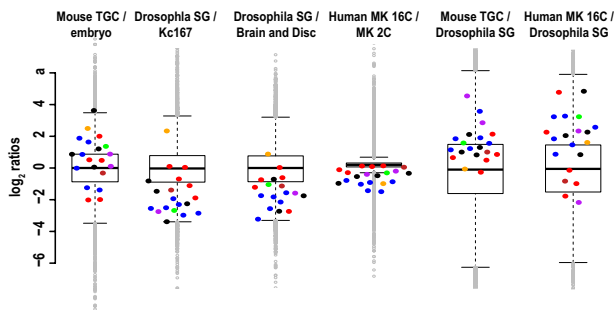 Mouse TGC / Drosophla SG / Drosophila SG / Human MK 16C / Mouse TGC / Human MK 16C /
embryo Kc167 Brain and Disc MK 2C Drosophila SG Drosophila SG
a
4
2
0
−2
−4
−6
log2 ratios